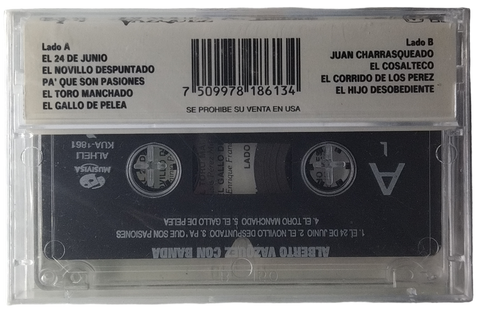 Lado A
EL 24 DE JUNIO
EL NOVILLO DESPUNTADO
PA' QUE SON PASIONES
EL TORO MANCHADO
EL GALLO DE PELEA
7 509978 186134
SE PROHIBE SU VENTA EN USA
Lado B
JUAN CHARRASQUEADO
EL COSALTECO
EL CORRIDO DE LOS PEREZ
EL HIJO DESOBEDIENTE
ALBERTO VAZQUEZ CON BANDA
1. EL 24 DE JUNIO 2. EL NOVILLO DESPUNTADO 3. PA' QUE SON PASIONES
4. EL TORO MANCHADO 5. EL GALLO DE PELEA
A
MUSIVISA
ALHELI
KUA-1861
GALLO DE
LADO